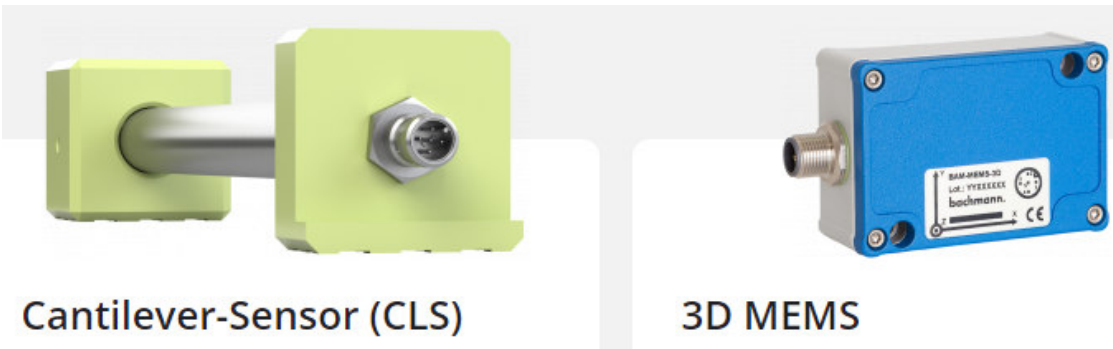 BAM-MEMS-3D
Lot.: YYXXXXXX
bachmann.
Y
Z
X
CE
Cantilever-Sensor (CLS)
3D MEMS